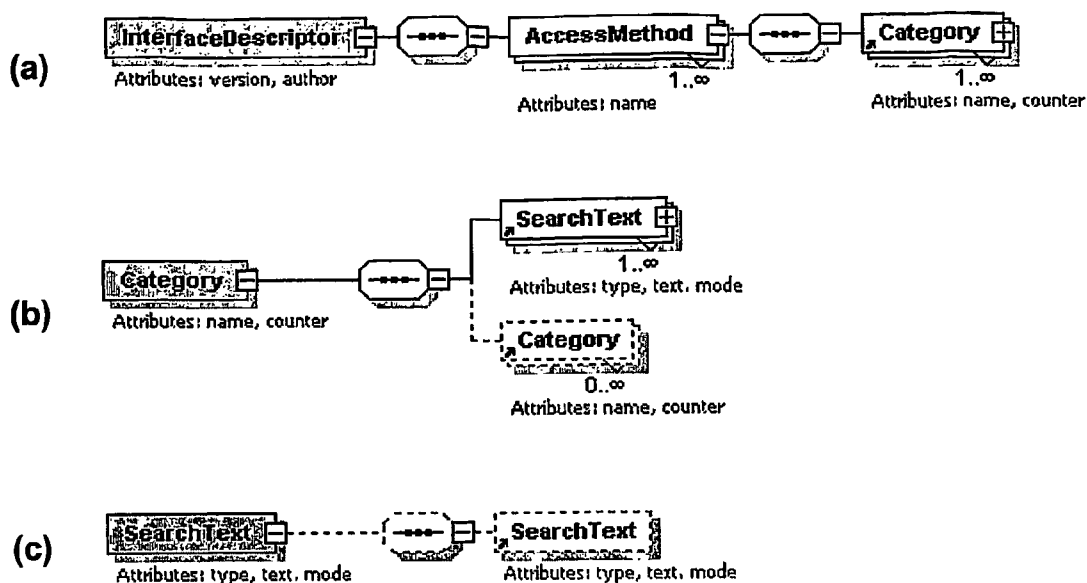 (a)
InterfaceDescriptor
AccessMethod
Category
Attributes: version, author
1..∞
1..∞
Attributes: name
Attributes: name, counter
(b)
SearchText
1..∞
Attributes: type, text. mode
Category
Attributes: name, counter
Category
0..∞
Attributes: name, counter
(c)
SearchText
SearchText
Attributes: type, text. mode
Attributes: type, text. mode